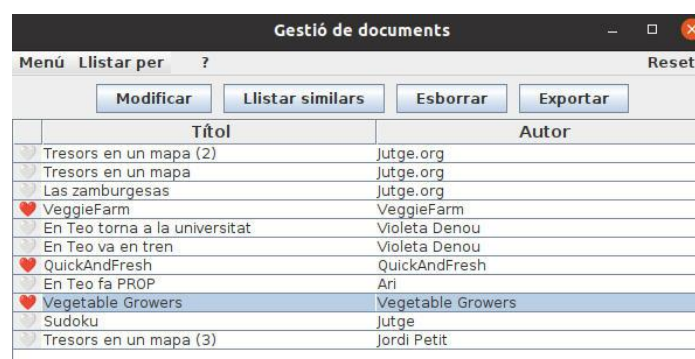 Gestió de documents
Menú Llistar per ? Reset
Modificar Llistar similars Esborrar Exportar
Títol Autor
Tresors en un mapa (2) Jutge.org
Tresors en un mapa Jutge.org
Las zamburgesas Jutge.org
VeggieFarm VeggieFarm
En Teo torna a la universitat Violeta Denou
En Teo va en tren Violeta Denou
QuickAndFresh QuickAndFresh
En Teo fa PROP Ari
Vegetable Growers Vegetable Growers
Sudoku Jutge
Tresors en un mapa (3) Jordi Petit